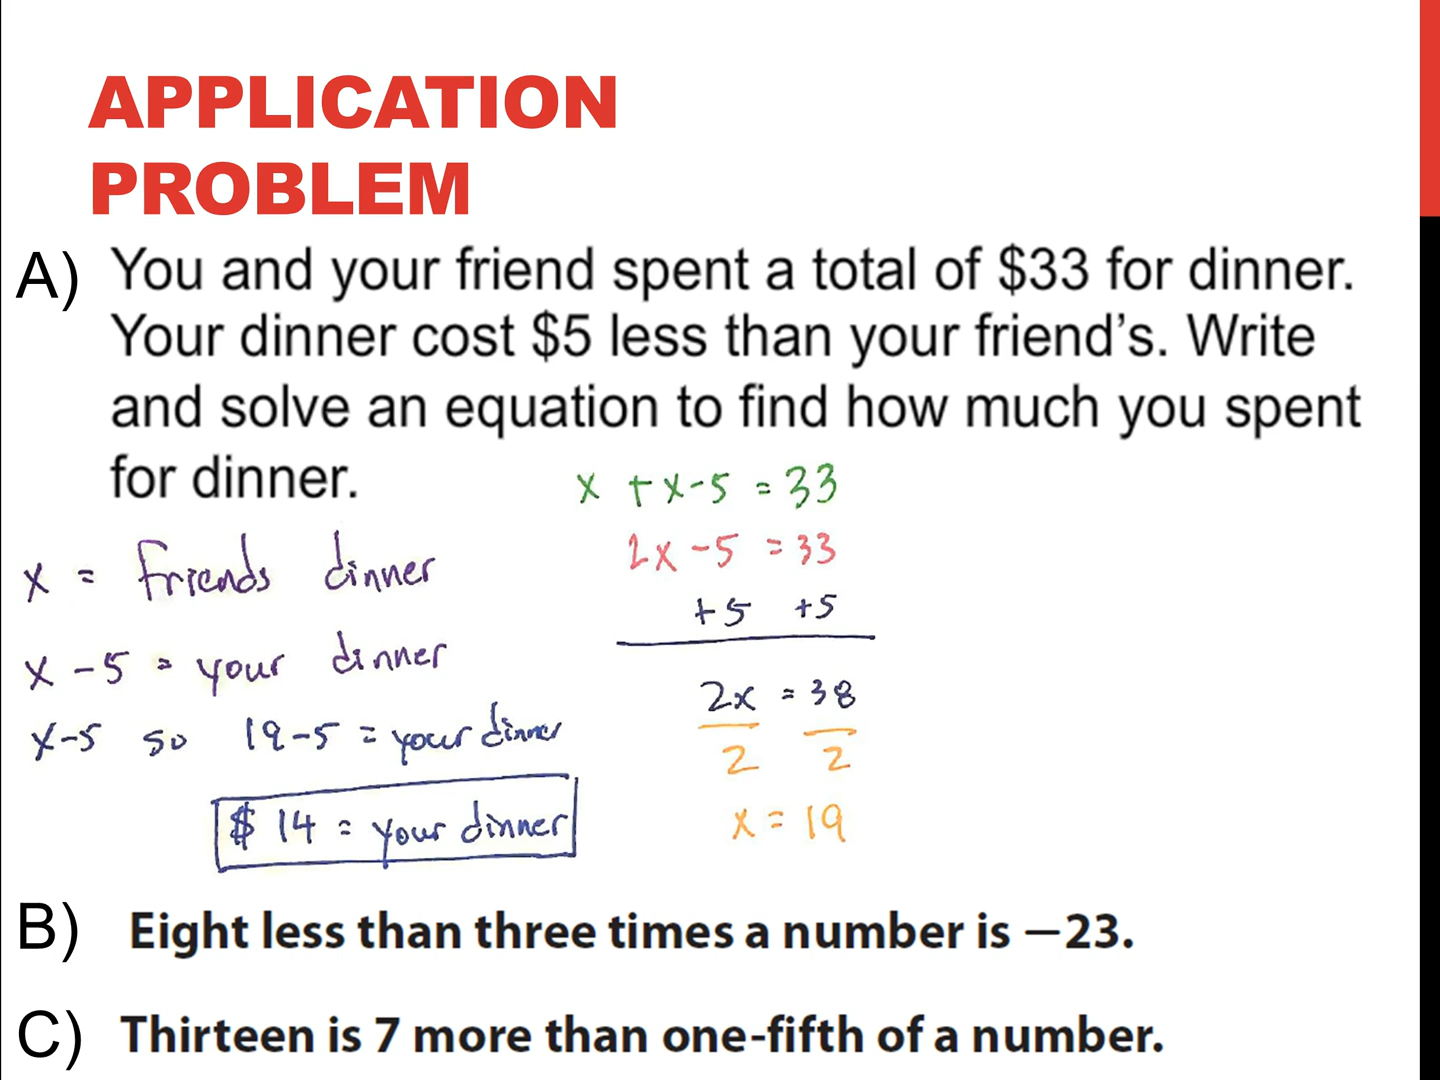 APPLICATION
PROBLEM
A) You and your friend spent a total of $33 for dinner.
Your dinner cost $5 less than your friend's. Write
and solve an equation to find how much you spent
for dinner.
x + x - 5 = 33
2x - 5 = 33
+5 +5
2x = 38
2 2
x = 19
x = friends dinner
x - 5 = your dinner
x - 5 so 19 - 5 = your dinner
$ 14 = your dinner
B) Eight less than three times a number is −23.
C) Thirteen is 7 more than one-fifth of a number.